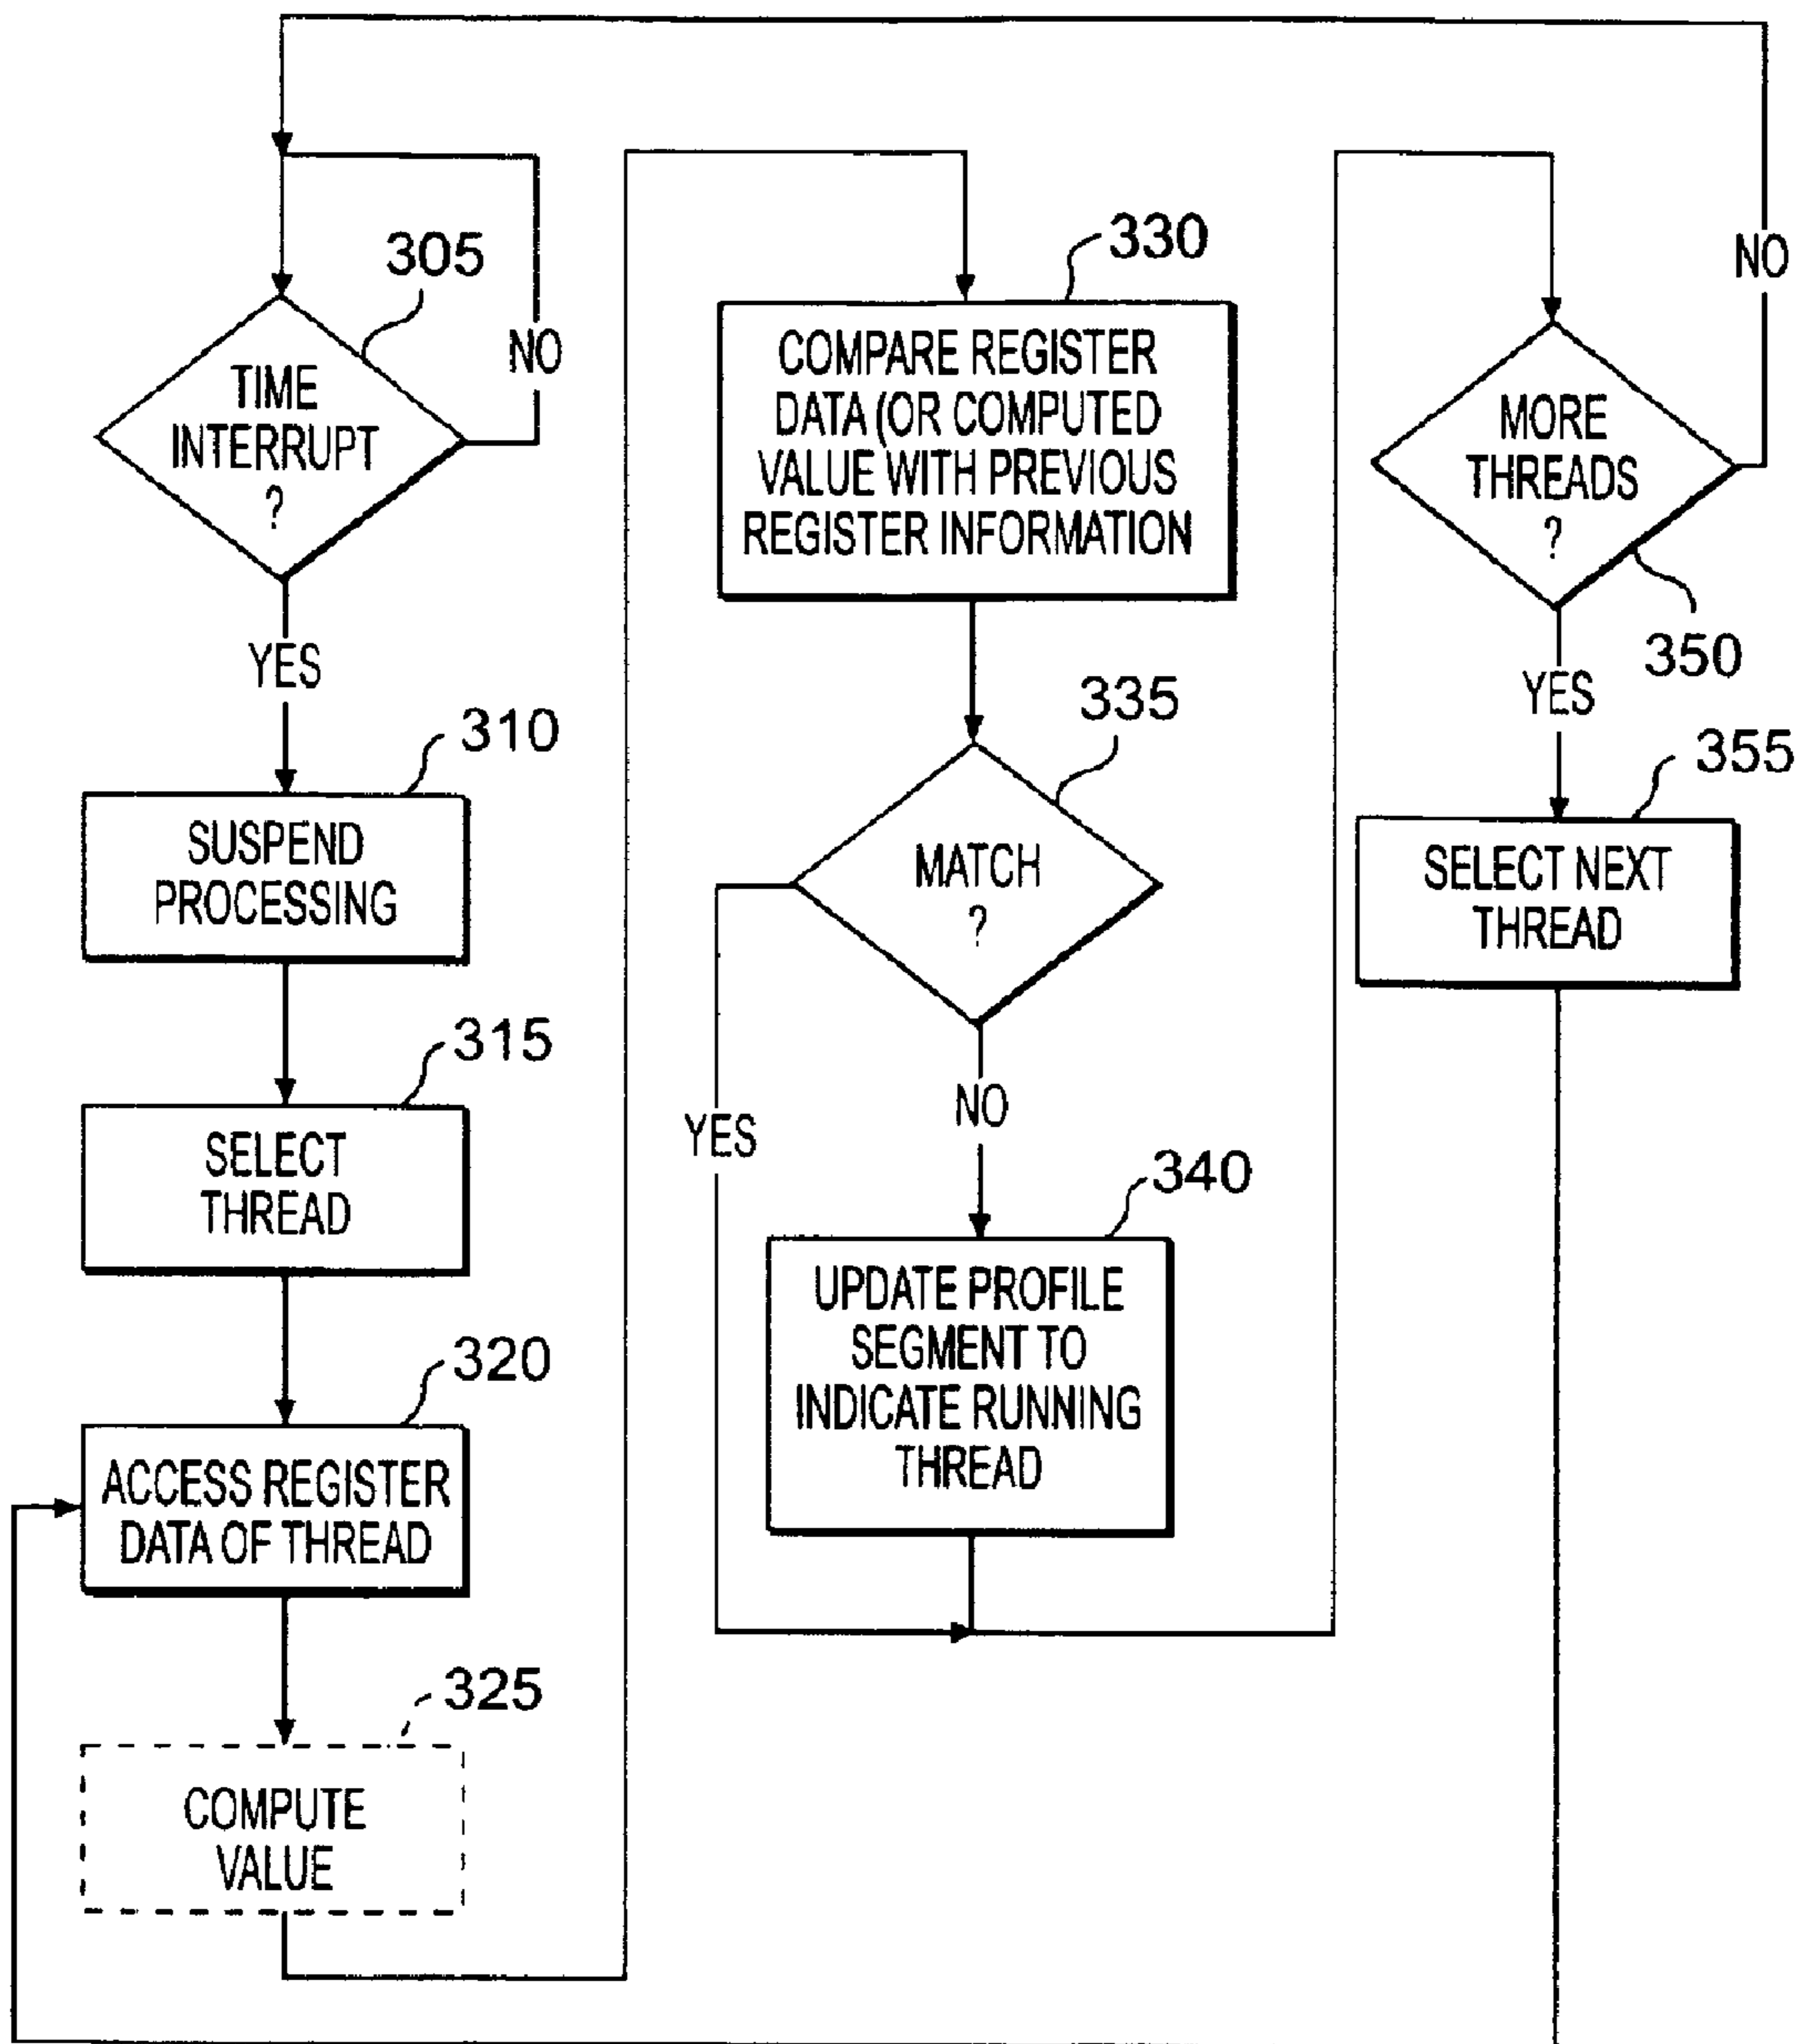 305
TIME
INTERRUPT
?
NO
YES
310
SUSPEND
PROCESSING
315
SELECT
THREAD
320
ACCESS REGISTER
DATA OF THREAD
325
COMPUTE
VALUE
330
COMPARE REGISTER
DATA (OR COMPUTED
VALUE WITH PREVIOUS
REGISTER INFORMATION
335
MATCH
?
YES
NO
340
UPDATE PROFILE
SEGMENT TO
INDICATE RUNNING
THREAD
NO
MORE
THREADS
?
350
YES
355
SELECT NEXT
THREAD